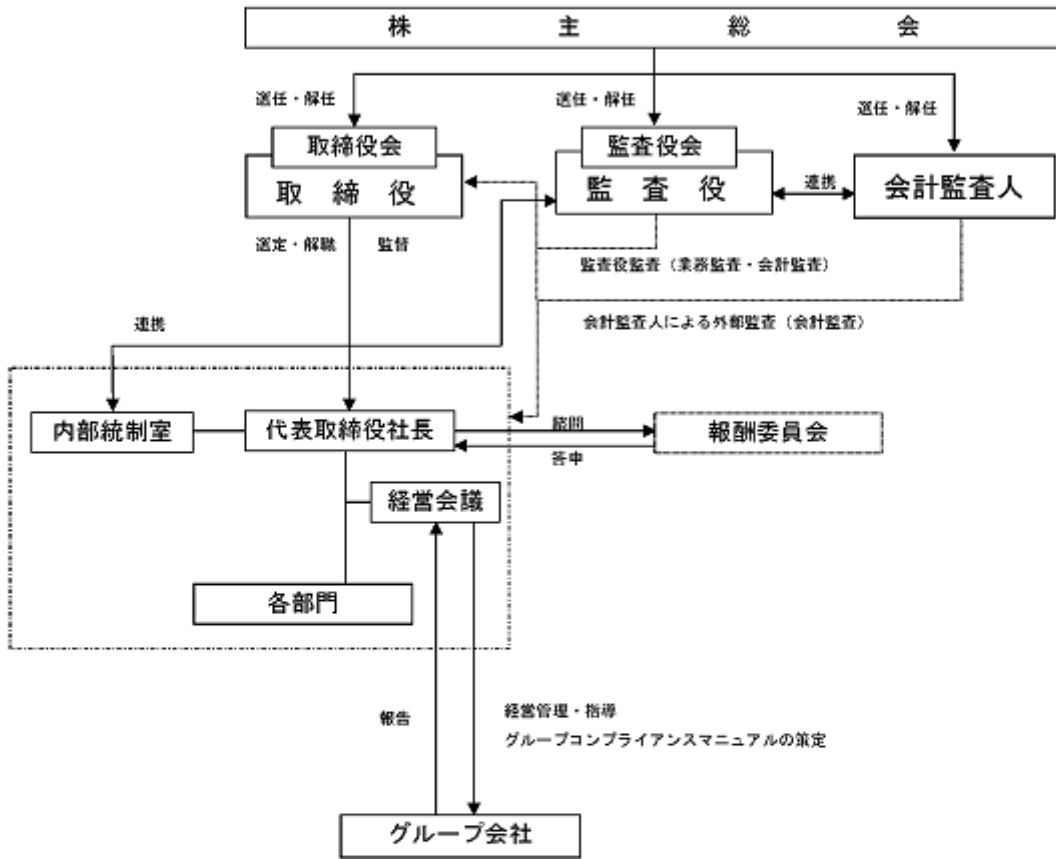 株主総会
選任・解任
選任・解任
選任・解任
取締役会
監査役会
取締役
監査役
連携
会計監査人
選定・解職
監督
監査役監査(業務監査・会計監査)
会計監査人による外部監査(会計監査)
連携
内部統制室
代表取締役社長
諮問
答申
報酬委員会
経営会議
各部門
報告
経営管理・指導
グループコンプライアンスマニュアルの策定
グループ会社